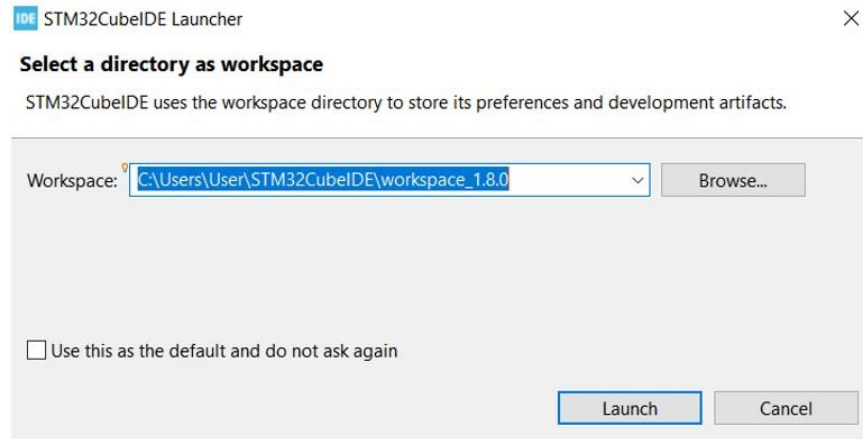 IDE STM32CubeIDE Launcher
Select a directory as workspace
STM32CubeIDE uses the workspace directory to store its preferences and development artifacts.
Workspace: C:\Users\User\STM32CubeIDE\workspace_1.8.0 Browse...
Use this as the default and do not ask again
Launch Cancel